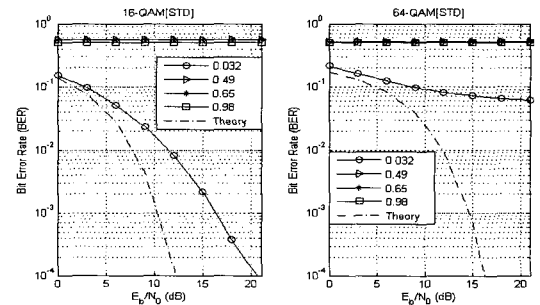 16-QAM[STD]
10^0
10^-1
10^-2
10^-3
10^-4
Bit Error Rate (BER)
0.032
0.49
0.65
0.98
Theory
0 5 10 15 20
E_b/N_0 (dB)
64-QAM[STD]
10^0
10^-1
10^-2
10^-3
10^-4
Bit Error Rate (BER)
0 032
0.49
0.65
0.98
Theory
0 5 10 15 20
E_b/N_0 (dB)